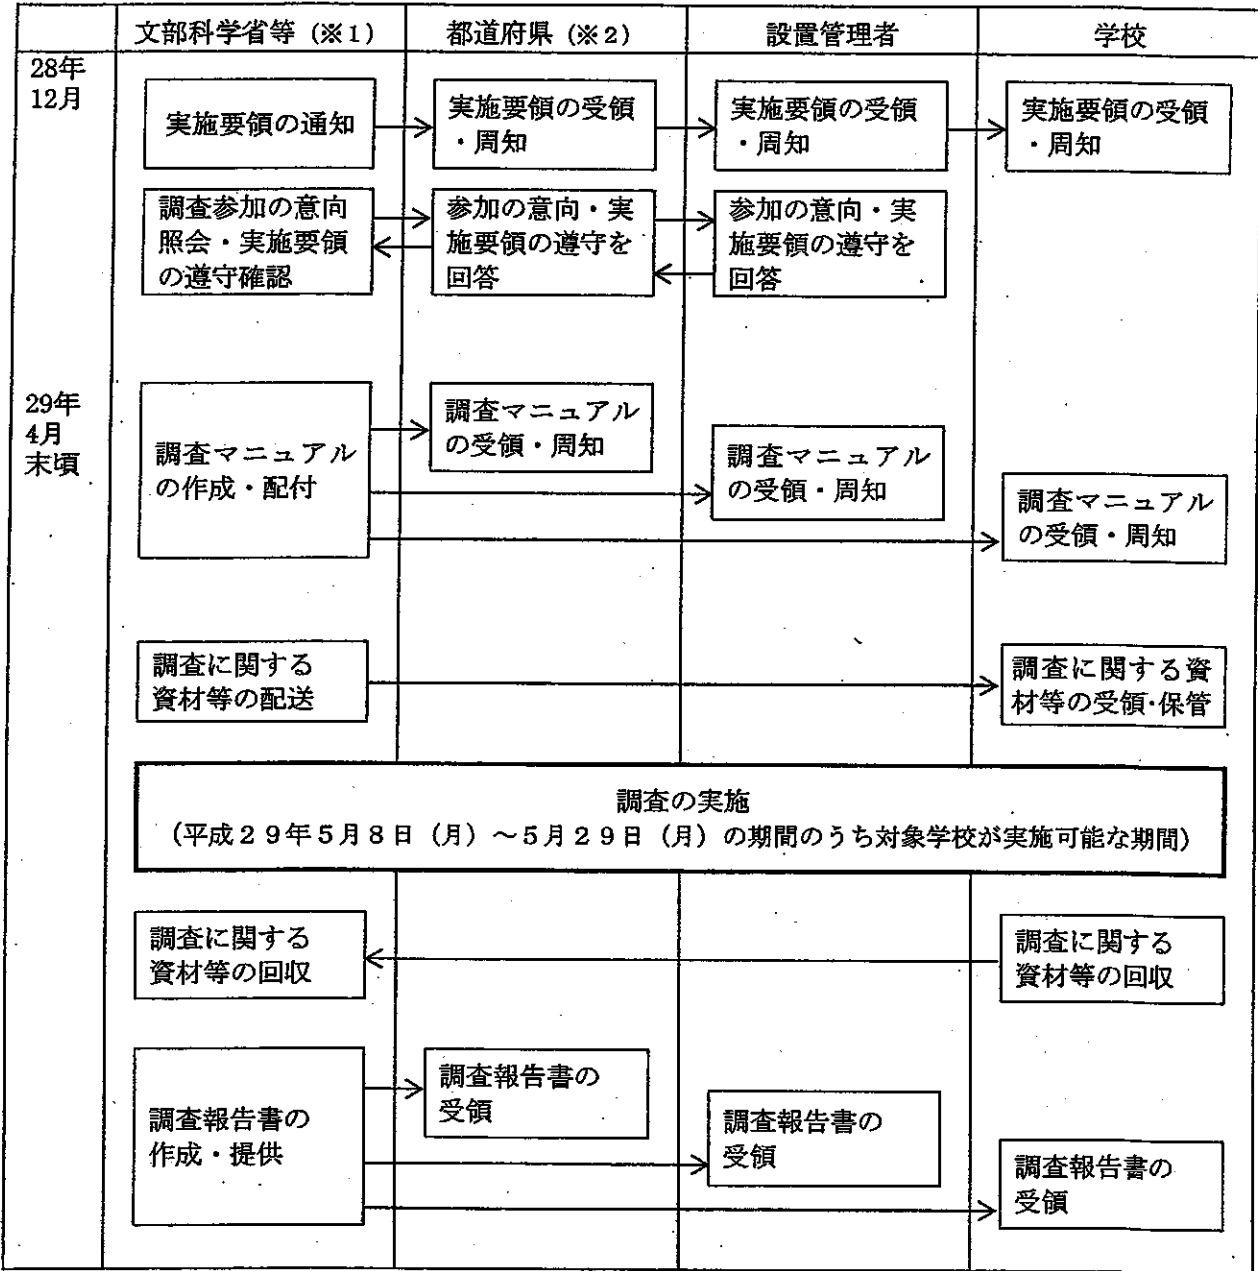 文部科学省等（※1）
都道府県（※2）
設置管理者
学校
28年
12月
実施要領の通知
実施要領の受領
・周知
実施要領の受領
・周知
実施要領の受領
・周知
調査参加の意向
照会・実施要領
の遵守確認
参加の意向・実
施要領の遵守を
回答
参加の意向・実
施要領の遵守を
回答
29年
4月
末頃
調査マニュアル
の作成・配付
調査マニュアル
の受領・周知
調査マニュアル
の受領・周知
調査マニュアル
の受領・周知
調査に関する
資材等の配送
調査に関する資
材等の受領・保管
調査の実施
（平成２９年５月８日（月）～５月２９日（月）の期間のうち対象学校が実施可能な期間）
調査に関する
資材等の回収
調査に関する
資材等の回収
調査報告書の
作成・提供
調査報告書の
受領
調査報告書の
受領
調査報告書の
受領